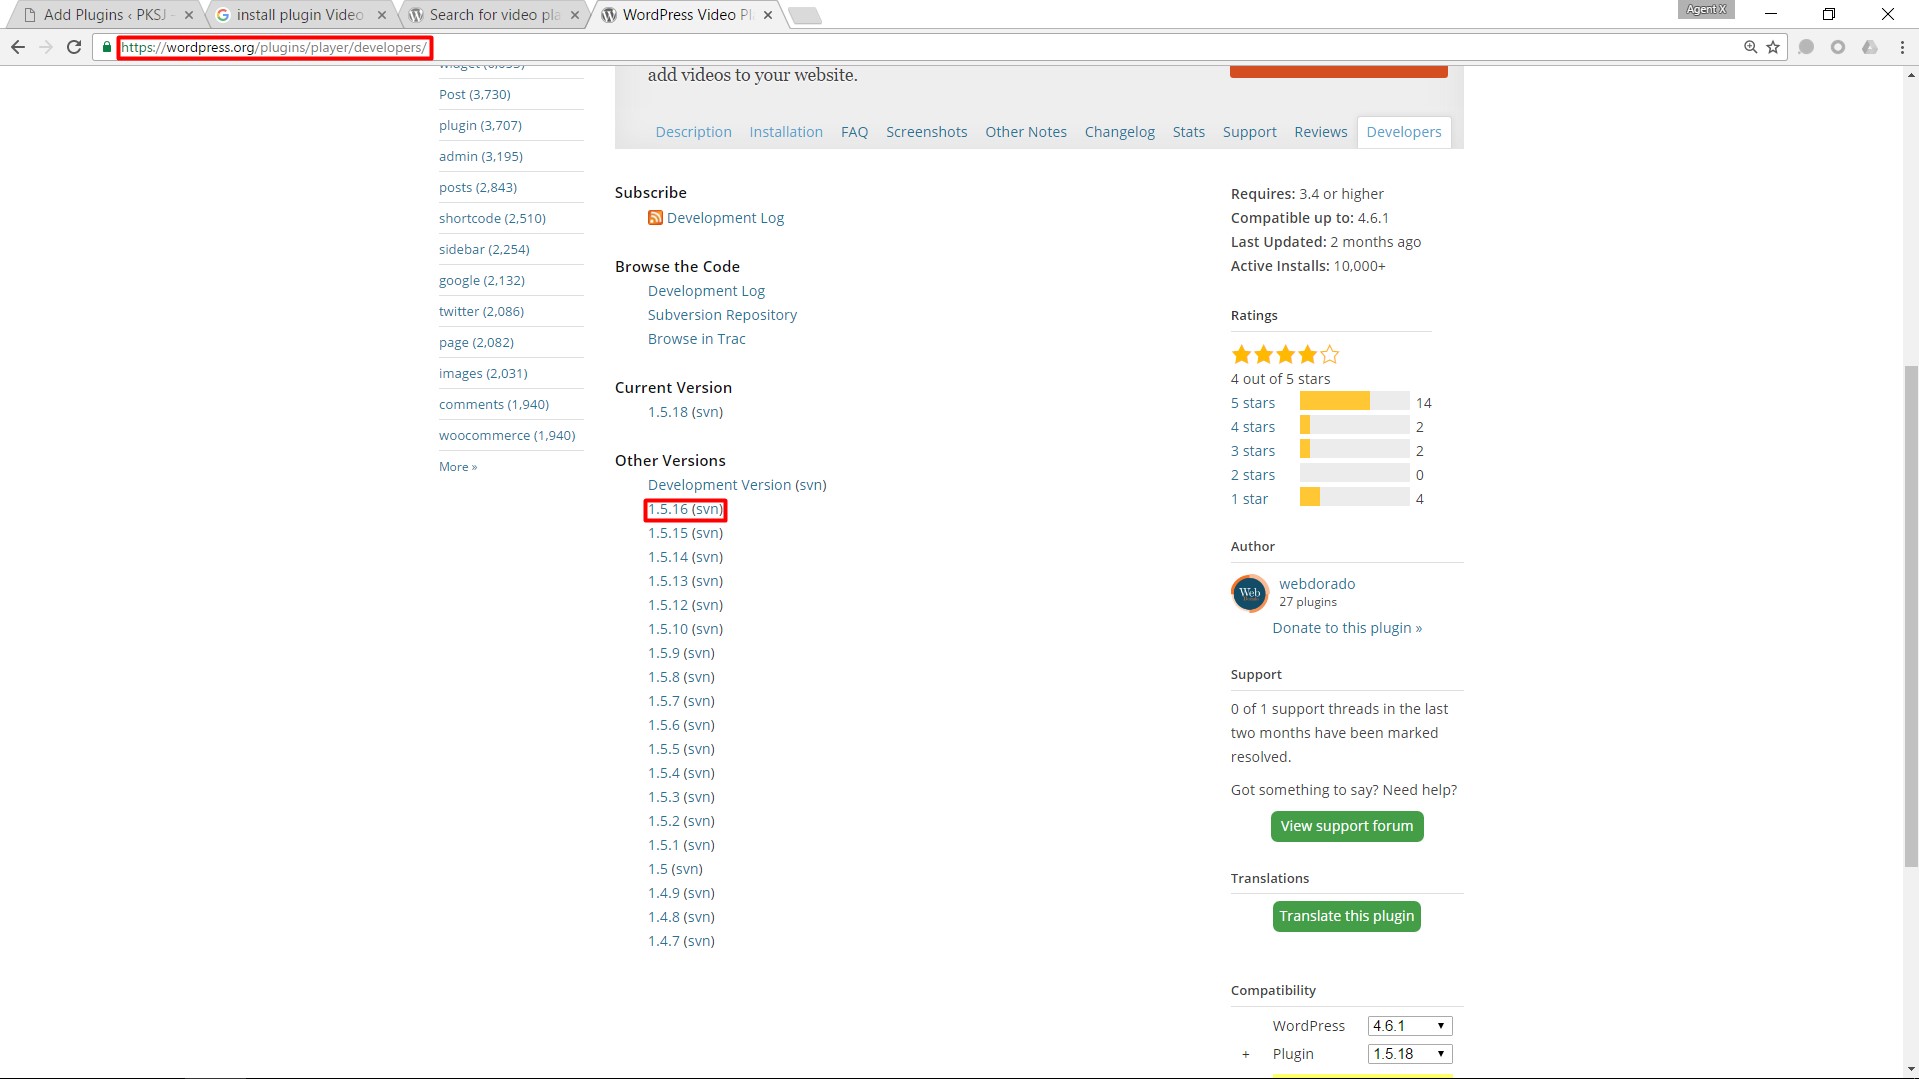 Add Plugins ‹ PKSJ -
install plugin Video
Search for video pla
WordPress Video Pl
Agent X
https://wordpress.org/plugins/player/developers/
Post (3,730)
plugin (3,707)
admin (3,195)
posts (2,843)
shortcode (2,510)
sidebar (2,254)
google (2,132)
twitter (2,086)
page (2,082)
images (2,031)
comments (1,940)
woocommerce (1,940)
More »
add videos to your website.
Description Installation FAQ Screenshots Other Notes Changelog Stats Support Reviews Developers
Subscribe
Development Log
Browse the Code
Development Log
Subversion Repository
Browse in Trac
Current Version
1.5.18 (svn)
Other Versions
Development Version (svn)
1.5.16 (svn)
1.5.15 (svn)
1.5.14 (svn)
1.5.13 (svn)
1.5.12 (svn)
1.5.10 (svn)
1.5.9 (svn)
1.5.8 (svn)
1.5.7 (svn)
1.5.6 (svn)
1.5.5 (svn)
1.5.4 (svn)
1.5.3 (svn)
1.5.2 (svn)
1.5.1 (svn)
1.5 (svn)
1.4.9 (svn)
1.4.8 (svn)
1.4.7 (svn)
Requires: 3.4 or higher
Compatible up to: 4.6.1
Last Updated: 2 months ago
Active Installs: 10,000+
Ratings
4 out of 5 stars
5 stars 14
4 stars 2
3 stars 2
2 stars 0
1 star 4
Author
Web
webdorado
27 plugins
Donate to this plugin »
Support
0 of 1 support threads in the last
two months have been marked
resolved.
Got something to say? Need help?
View support forum
Translations
Translate this plugin
Compatibility
WordPress 4.6.1
+ Plugin 1.5.18